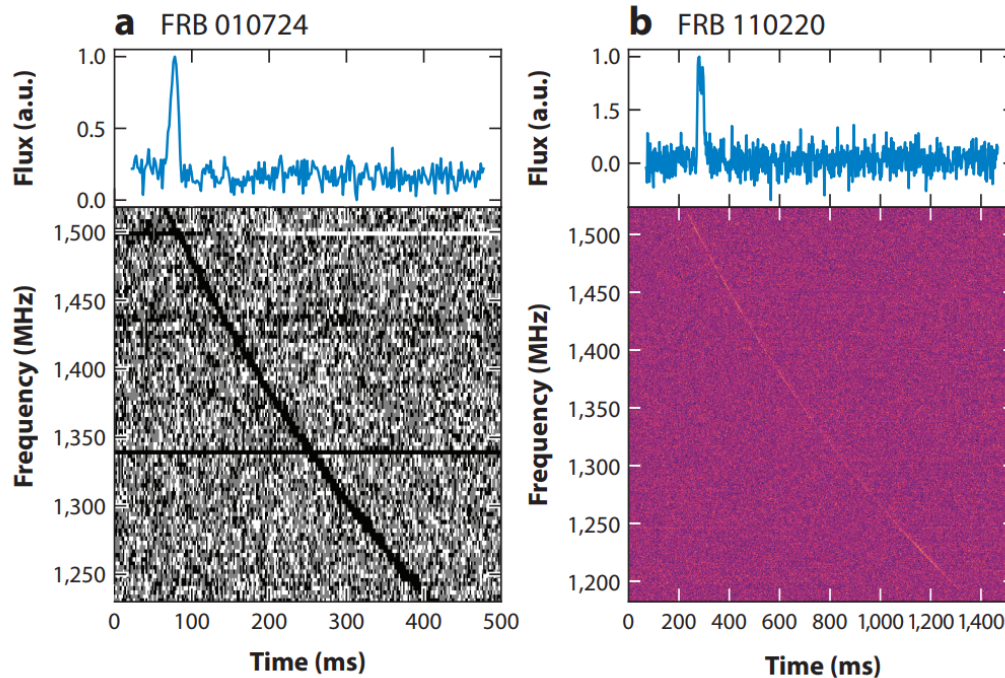 a FRB 010724
Flux (a.u.)
1.0
0.5
0.0
Frequency (MHz)
1,500
1,450
1,400
1,350
1,300
1,250
0 100 200 300 400 500
Time (ms)
b FRB 110220
Flux (a.u.)
1.0
1.5
0.0
Frequency (MHz)
1,500
1,450
1,400
1,350
1,300
1,250
1,200
0 200 400 600 800 1,000 1,200 1,400
Time (ms)